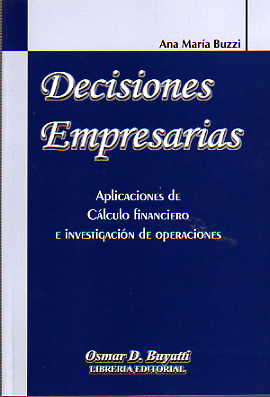 Ana María Buzzi
Decisiones
Empresarias
Aplicaciones de
Cálculo financiero
e investigación de operaciones
Osmar D. Buyatti
LIBRERIA EDITORIAL